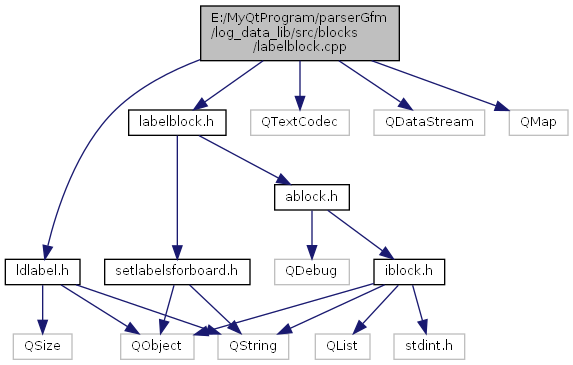 E:/MyQtProgram/parserGfm
/log_data_lib/src/blocks
/labelblock.cpp
labelblock.h
QTextCodec
QDataStream
QMap
ablock.h
ldlabel.h
setlabelsforboard.h
QDebug
iblock.h
QSize
QObject
QString
QList
stdint.h